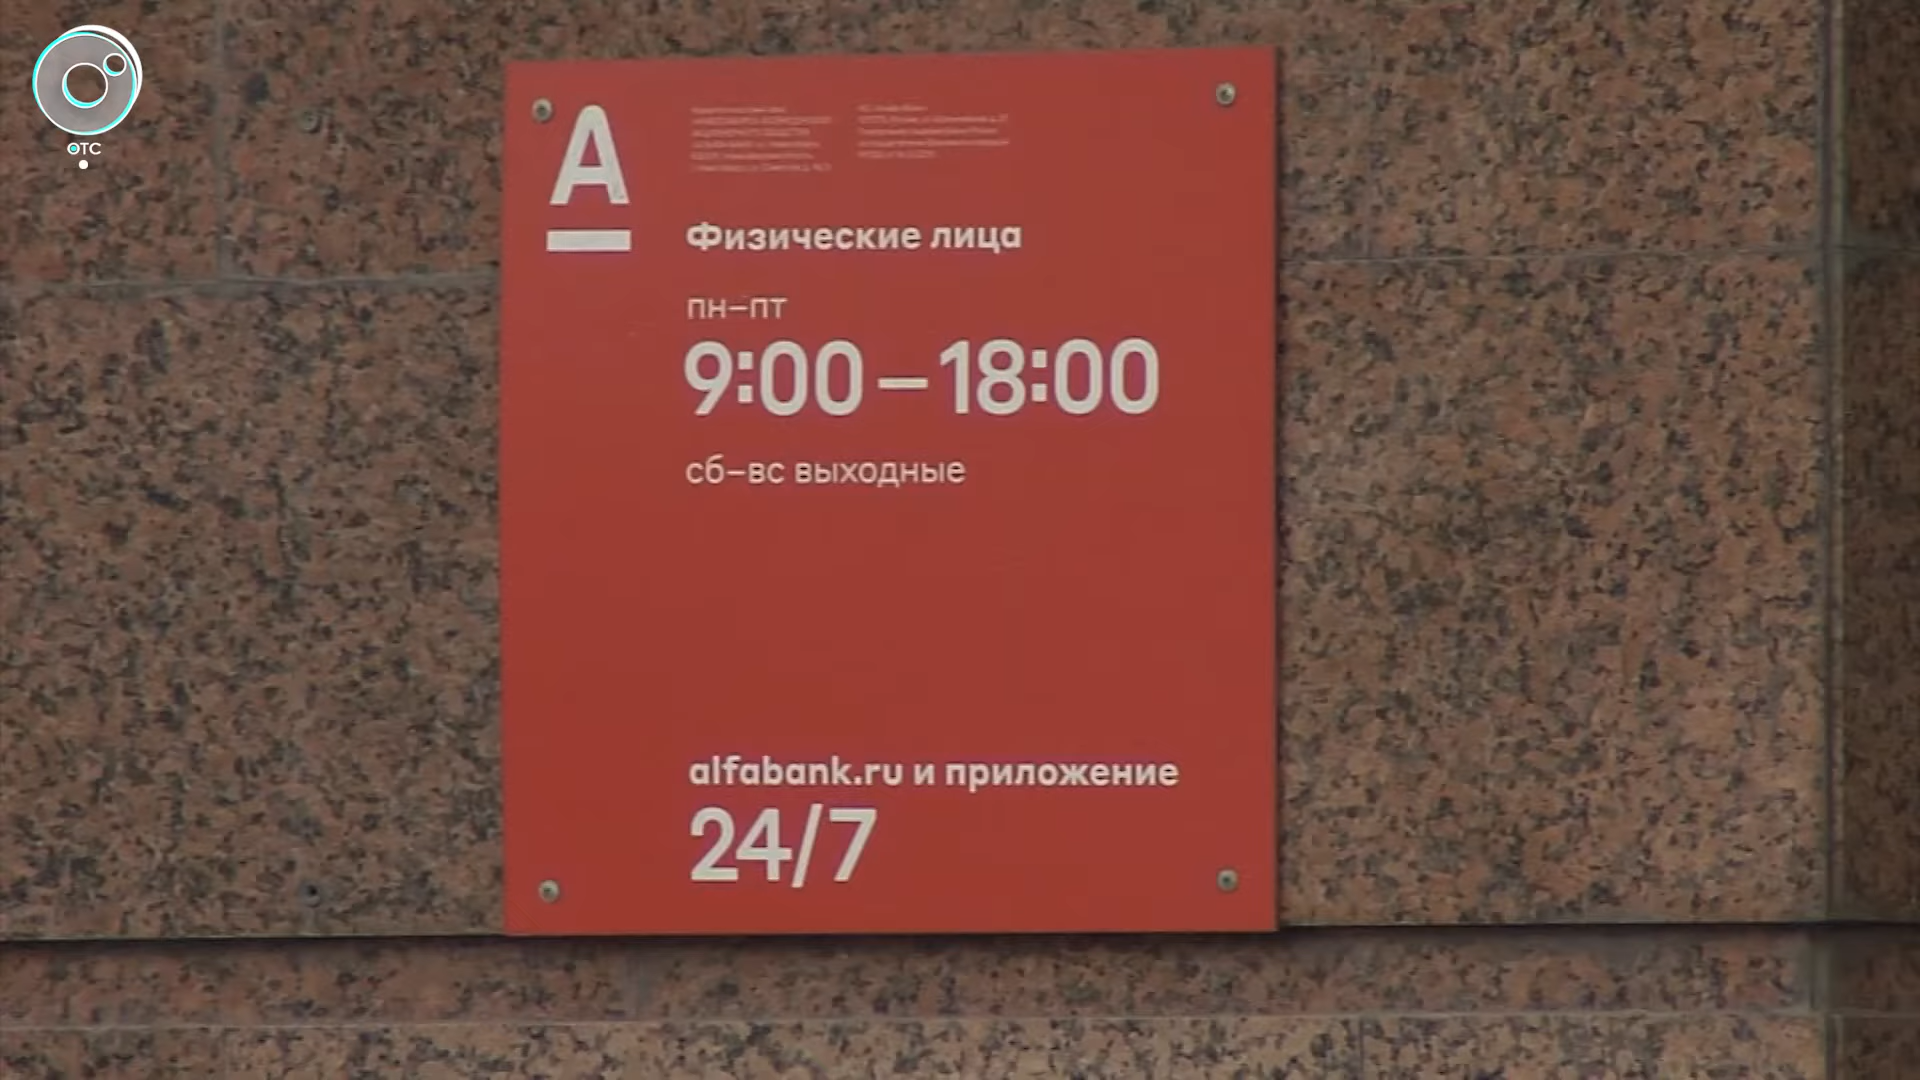 ОТС
А
Физические лица
пн–пт
9:00–18:00
сб–вс выходные
alfabank.ru и приложение
24/7